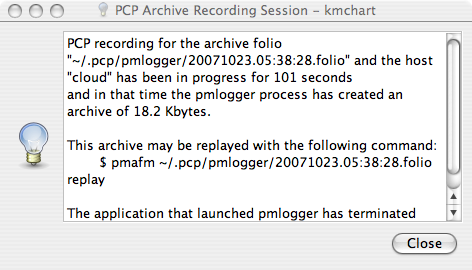 PCP Archive Recording Session - kmchart
PCP recording for the archive folio
"~/.pcp/pmlogger/20071023.05:38:28.folio" and the host
"cloud" has been in progress for 101 seconds
and in that time the pmlogger process has created an
archive of 18.2 Kbytes.
This archive may be replayed with the following command:
$ pmafm ~/.pcp/pmlogger/20071023.05:38:28.folio
replay
The application that launched pmlogger has terminated
Close